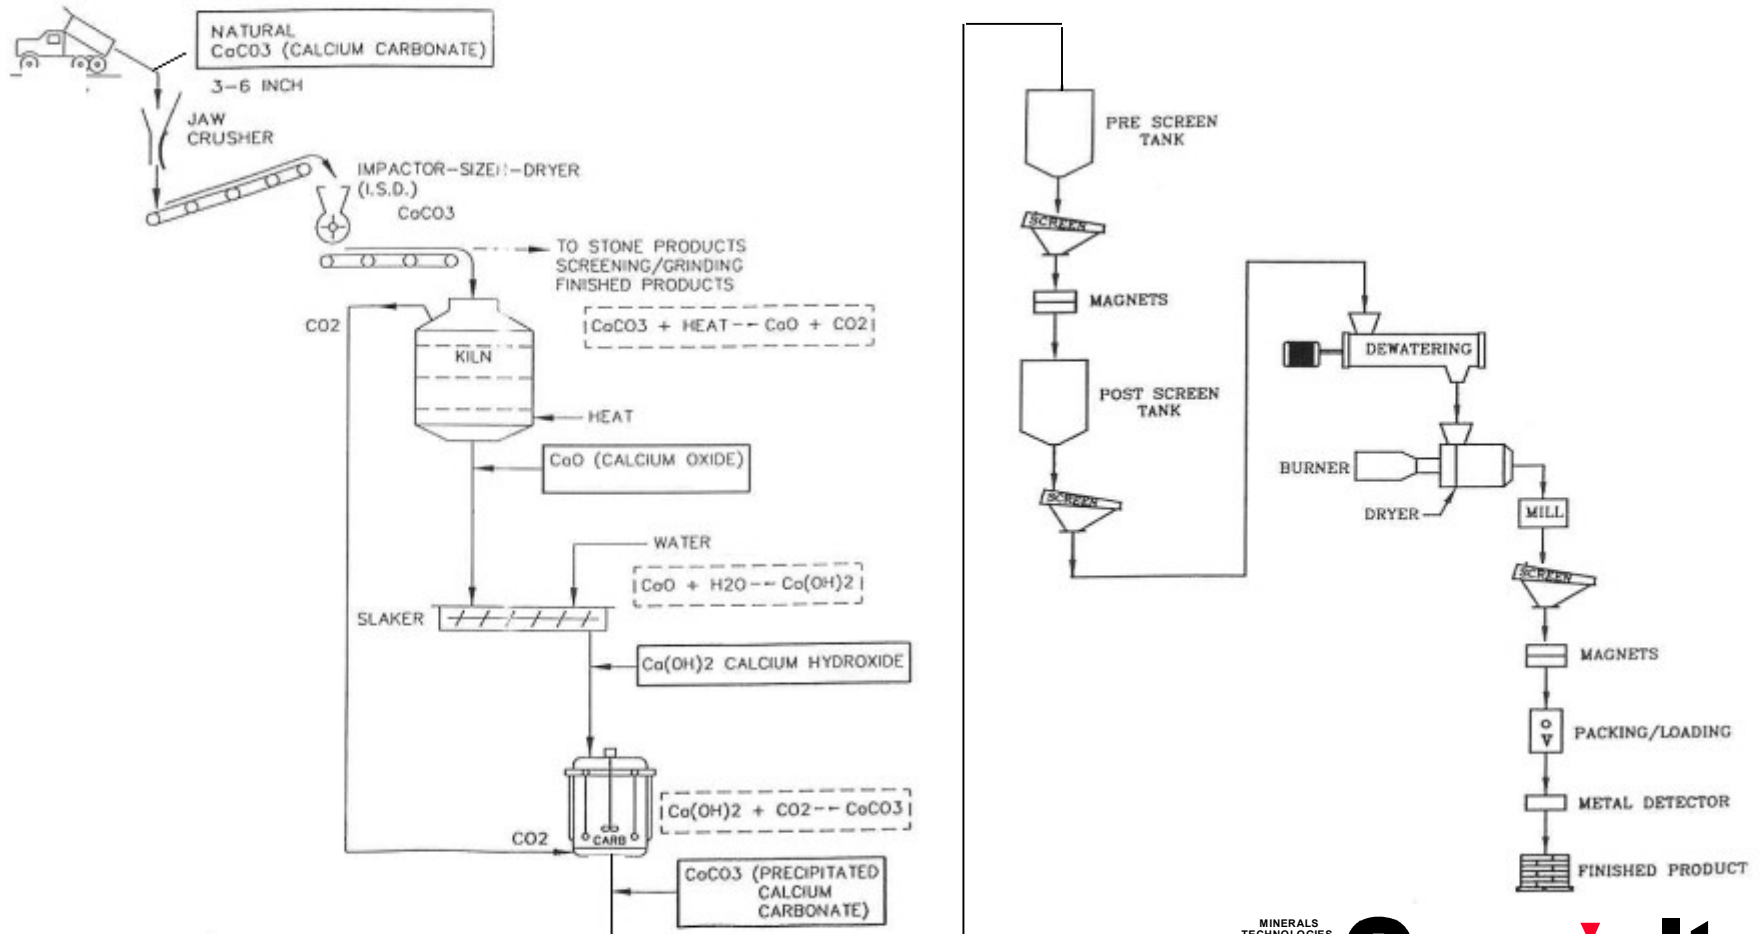 NATURAL
CaCO3 (CALCIUM CARBONATE)
3-6 INCH
JAW
CRUSHER
IMPACTOR-SIZER-DRYER
(I.S.D.)
CaCO3
TO STONE PRODUCTS
SCREENING/GRINDING
FINISHED PRODUCTS
CO2
CaCO3 + HEAT -- CaO + CO2
KILN
HEAT
CaO (CALCIUM OXIDE)
WATER
CaO + H2O -- Ca(OH)2
SLAKER
Ca(OH)2 CALCIUM HYDROXIDE
Ca(OH)2 + CO2 -- CaCO3
CO2
CARB
CaCO3 (PRECIPITATED
CALCIUM
CARBONATE)
PRE SCREEN
TANK
SCREEN
MAGNETS
POST SCREEN
TANK
SCREEN
DEWATERING
BURNER
DRYER
MILL
SCREEN
MAGNETS
PACKING/LOADING
METAL DETECTOR
FINISHED PRODUCT
MINERALS
TECHNOLOGIES